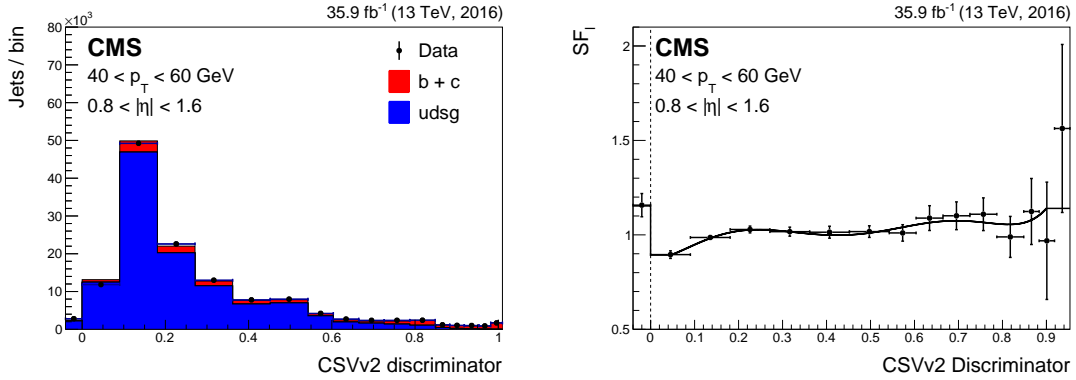 35.9 fb⁻¹ (13 TeV, 2016)
×10³
Jets / bin
80
70
60
50
40
30
20
10
0
CMS
40 < p_T < 60 GeV
0.8 < |η| < 1.6
Data
b + c
udsg
0 0.2 0.4 0.6 0.8 1
CSVv2 discriminator
35.9 fb⁻¹ (13 TeV, 2016)
SF_l
2
1.5
1
0.5
CMS
40 < p_T < 60 GeV
0.8 < |η| < 1.6
0 0.1 0.2 0.3 0.4 0.5 0.6 0.7 0.8 0.9
CSVv2 Discriminator